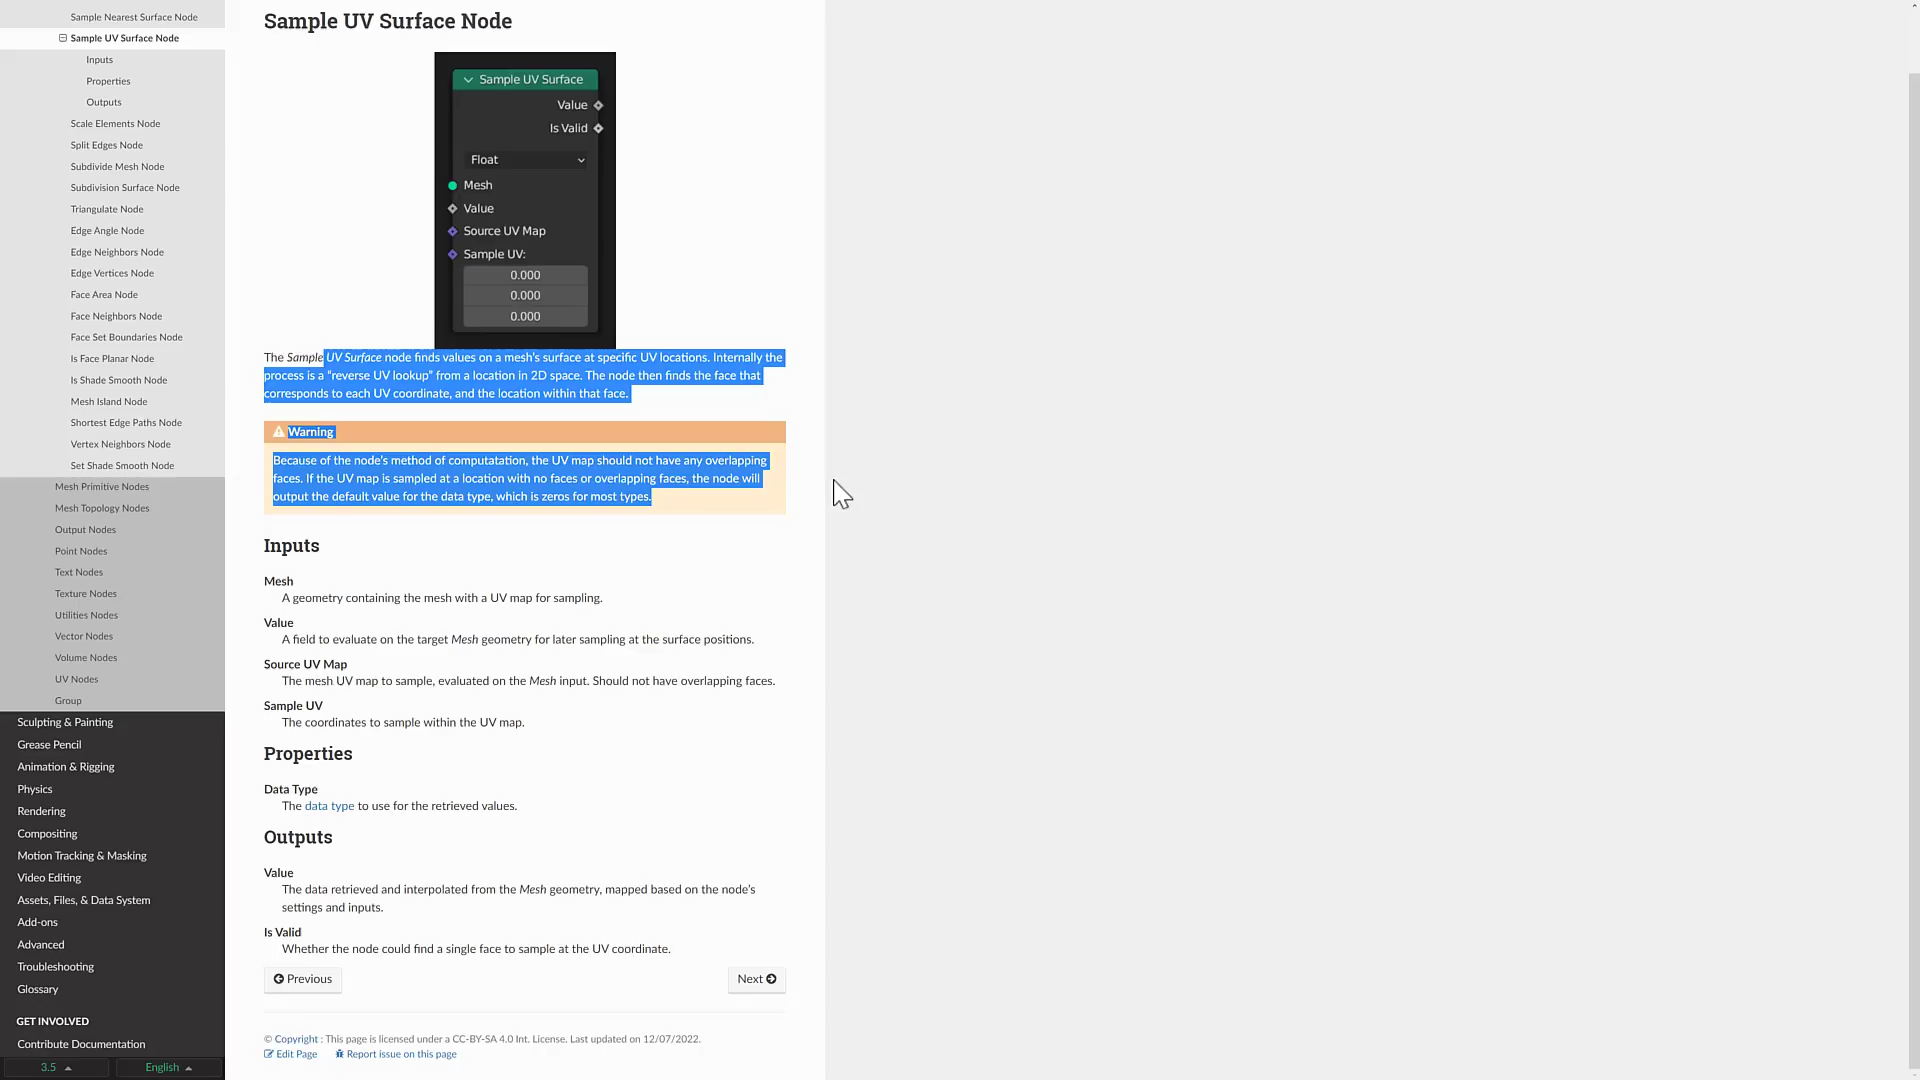 Sample Nearest Surface Node
Sample UV Surface Node
Inputs
Properties
Outputs
Scale Elements Node
Split Edges Node
Subdivide Mesh Node
Subdivision Surface Node
Triangulate Node
Edge Angle Node
Edge Neighbors Node
Edge Vertices Node
Face Area Node
Face Neighbors Node
Face Set Boundaries Node
Is Face Planar Node
Is Shade Smooth Node
Mesh Island Node
Shortest Edge Paths Node
Vertex Neighbors Node
Set Shade Smooth Node
Mesh Primitive Nodes
Mesh Topology Nodes
Output Nodes
Point Nodes
Text Nodes
Texture Nodes
Utilities Nodes
Vector Nodes
Volume Nodes
UV Nodes
Group
Sculpting & Painting
Grease Pencil
Animation & Rigging
Physics
Rendering
Compositing
Motion Tracking & Masking
Video Editing
Assets, Files, & Data System
Add-ons
Advanced
Troubleshooting
Glossary
GET INVOLVED
Contribute Documentation
3.5
English
Sample UV Surface Node
Sample UV Surface
Value
Is Valid
Float
Mesh
Value
Source UV Map
Sample UV:
0.000
0.000
0.000
The Sample UV Surface node finds values on a mesh's surface at specific UV locations. Internally the
process is a “reverse UV lookup” from a location in 2D space. The node then finds the face that
corresponds to each UV coordinate, and the location within that face.
Warning
Because of the node's method of computatation, the UV map should not have any overlapping
faces. If the UV map is sampled at a location with no faces or overlapping faces, the node will
output the default value for the data type, which is zeros for most types.
Inputs
Mesh
A geometry containing the mesh with a UV map for sampling.
Value
A field to evaluate on the target Mesh geometry for later sampling at the surface positions.
Source UV Map
The mesh UV map to sample, evaluated on the Mesh input. Should not have overlapping faces.
Sample UV
The coordinates to sample within the UV map.
Properties
Data Type
The data type to use for the retrieved values.
Outputs
Value
The data retrieved and interpolated from the Mesh geometry, mapped based on the node's
settings and inputs.
Is Valid
Whether the node could find a single face to sample at the UV coordinate.
Previous
Next
© Copyright : This page is licensed under a CC-BY-SA 4.0 Int. License. Last updated on 12/07/2022.
Edit Page Report issue on this page